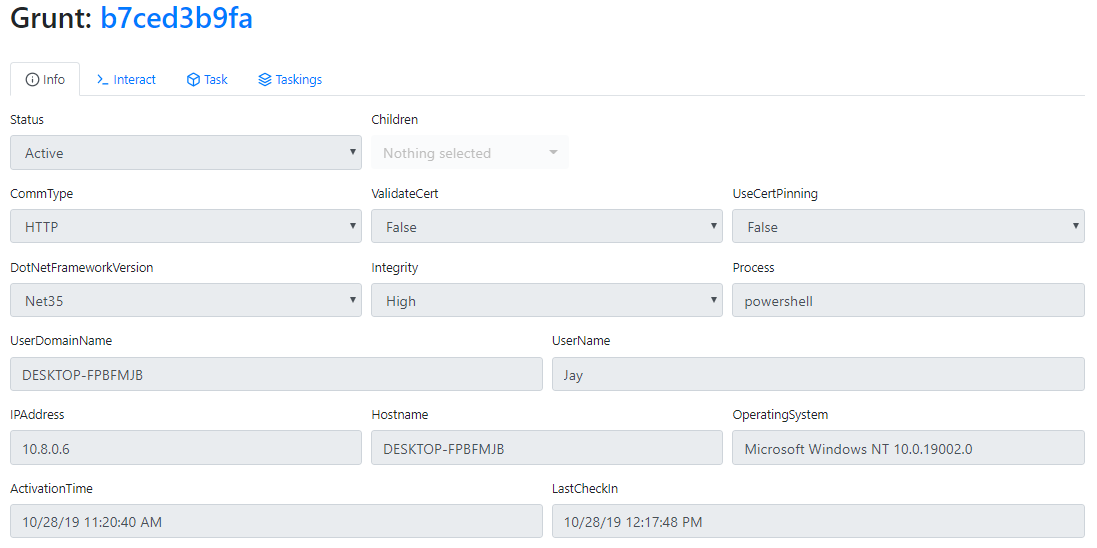 Grunt: b7ced3b9fa
Info Interact Task Taskings
Status Children
Active Nothing selected
CommType ValidateCert UseCertPinning
HTTP False False
DotNetFrameworkVersion Integrity Process
Net35 High powershell
UserDomainName UserName
DESKTOP-FPBFMJB Jay
IPAddress Hostname OperatingSystem
10.8.0.6 DESKTOP-FPBFMJB Microsoft Windows NT 10.0.19002.0
ActivationTime LastCheckIn
10/28/19 11:20:40 AM 10/28/19 12:17:48 PM